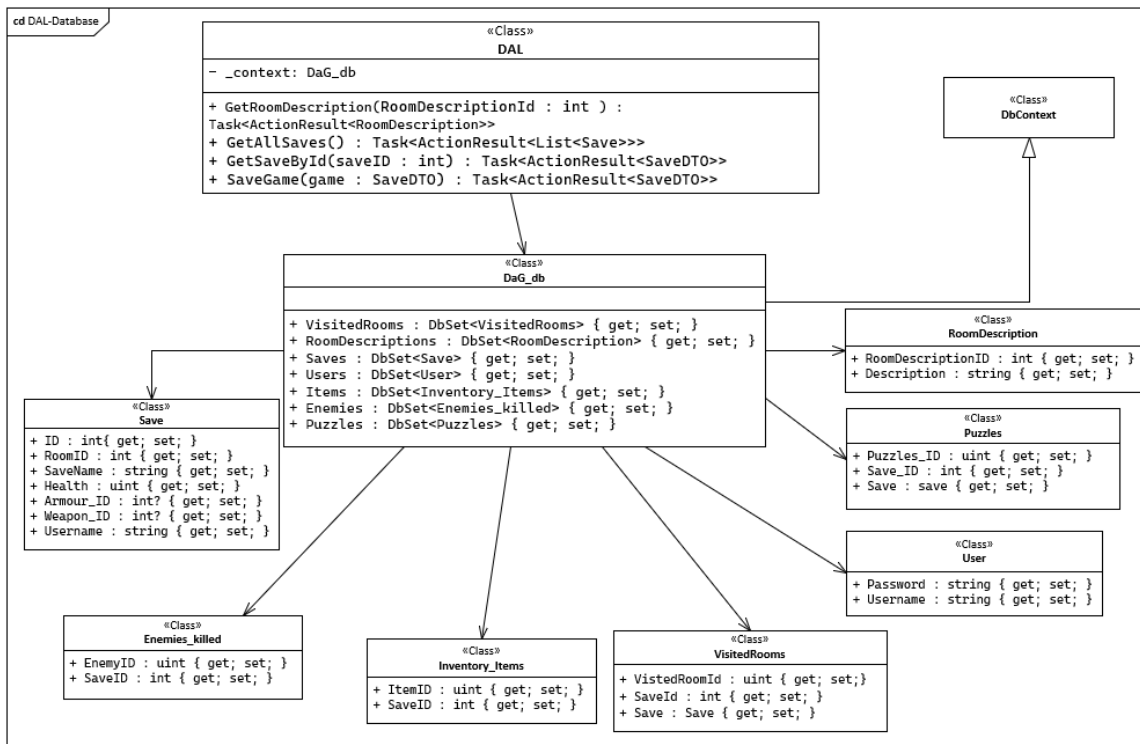 cd DAL-Database
«Class»
DAL
− _context: DaG_db
+ GetRoomDescription(RoomDescriptionId : int ) :
Task<ActionResult<RoomDescription>>
+ GetAllSaves() : Task<ActionResult<List<Save>>>
+ GetSaveById(saveID : int) : Task<ActionResult<SaveDTO>>
+ SaveGame(game : SaveDTO) : Task<ActionResult<SaveDTO>>
«Class»
DbContext
«Class»
DaG_db
+ VisitedRooms : DbSet<VisitedRooms> { get; set; }
+ RoomDescriptions : DbSet<RoomDescription> { get; set; }
+ Saves : DbSet<Save> { get; set; }
+ Users : DbSet<User> { get; set; }
+ Items : DbSet<Inventory_Items> { get; set; }
+ Enemies : DbSet<Enemies_killed> { get; set; }
+ Puzzles : DbSet<Puzzles> { get; set; }
«Class»
RoomDescription
+ RoomDescriptionID : int { get; set; }
+ Description : string { get; set; }
«Class»
Save
+ ID : int{ get; set; }
+ RoomID : int { get; set; }
+ SaveName : string { get; set; }
+ Health : uint { get; set; }
+ Armour_ID : int? { get; set; }
+ Weapon_ID : int? { get; set; }
+ Username : string { get; set; }
«Class»
Puzzles
+ Puzzles_ID : uint { get; set; }
+ Save_ID : int { get; set; }
+ Save : save { get; set; }
«Class»
User
+ Password : string { get; set; }
+ Username : string { get; set; }
«Class»
Enemies_killed
+ EnemyID : uint { get; set; }
+ SaveID : int { get; set; }
«Class»
Inventory_Items
+ ItemID : uint { get; set; }
+ SaveID : int { get; set; }
«Class»
VisitedRooms
+ VistedRoomId : uint { get; set;}
+ SaveId : int { get; set; }
+ Save : Save { get; set; }